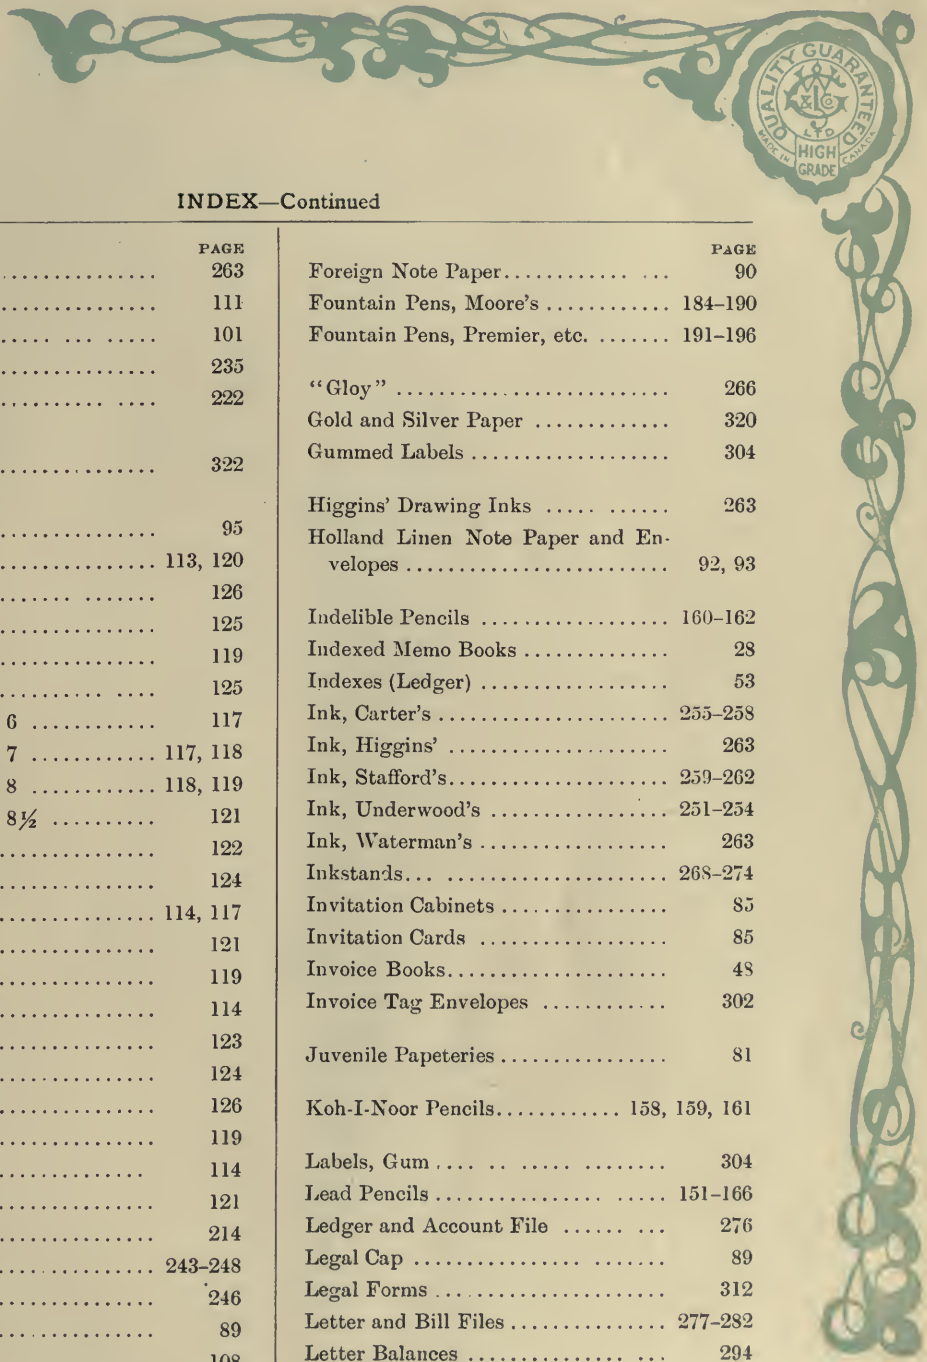 QUALITY GUARANTEED
& Co
LTD
MADE IN CANADA
HIGH
GRADE
INDEX—Continued
PAGE
............... 263
............... 111
..... ... ..... 101
............... 235
......... .... 222
............... 322
............... 95
............... 113, 120
....... ....... 126
............... 125
............... 119
.......... .... 125
6 ............ 117
7 ............ 117, 118
8 ............ 118, 119
8½ .......... 121
............... 122
............... 124
............... 114, 117
............... 121
............... 119
............... 114
............... 123
............... 124
............... 126
............... 119
.............. 114
............... 121
............... 214
............... 243–248
............... 246
............... 89
108
PAGE
Foreign Note Paper............ ... 90
Fountain Pens, Moore's ............ 184–190
Fountain Pens, Premier, etc. ....... 191–196
“Gloy” .......................... 266
Gold and Silver Paper ............. 320
Gummed Labels ................... 304
Higgins' Drawing Inks ..... ...... 263
Holland Linen Note Paper and En-
velopes ......................... 92, 93
Indelible Pencils .................. 160–162
Indexed Memo Books .............. 28
Indexes (Ledger) .................. 53
Ink, Carter's ...................... 255–258
Ink, Higgins' ..................... 263
Ink, Stafford's..................... 259–262
Ink, Underwood's ................. 251–254
Ink, Waterman's .................. 263
Inkstands... ..................... 268–274
Invitation Cabinets ................ 85
Invitation Cards .................. 85
Invoice Books..................... 48
Invoice Tag Envelopes ............ 302
Juvenile Papeteries ................ 81
Koh-I-Noor Pencils............ 158, 159, 161
Labels, Gum .... .. ..... ........ 304
Lead Pencils ................ ..... 151–166
Ledger and Account File ...... ... 276
Legal Cap ................ ....... 89
Legal Forms ...................... 312
Letter and Bill Files ............... 277–282
Letter Balances ............... ... 294